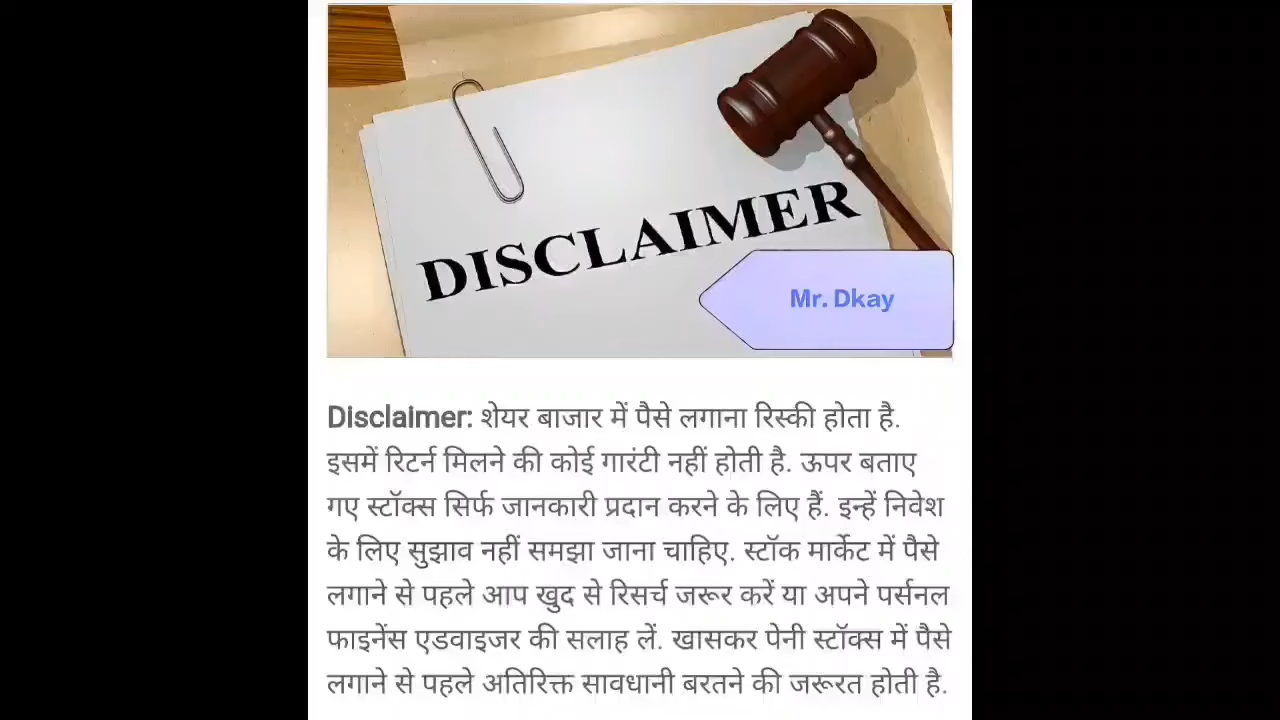 DISCLAIMER
Mr. Dkay
Disclaimer: शेयर बाजार में पैसे लगाना रिस्की होता है.
इसमें रिटर्न मिलने की कोई गारंटी नहीं होती है. ऊपर बताए
गए स्टॉक्स सिर्फ जानकारी प्रदान करने के लिए हैं. इन्हें निवेश
के लिए सुझाव नहीं समझा जाना चाहिए. स्टॉक मार्केट में पैसे
लगाने से पहले आप खुद से रिसर्च जरूर करें या अपने पर्सनल
फाइनेंस एडवाइजर की सलाह लें. खासकर पेनी स्टॉक्स में पैसे
लगाने से पहले अतिरिक्त सावधानी बरतने की जरूरत होती है.